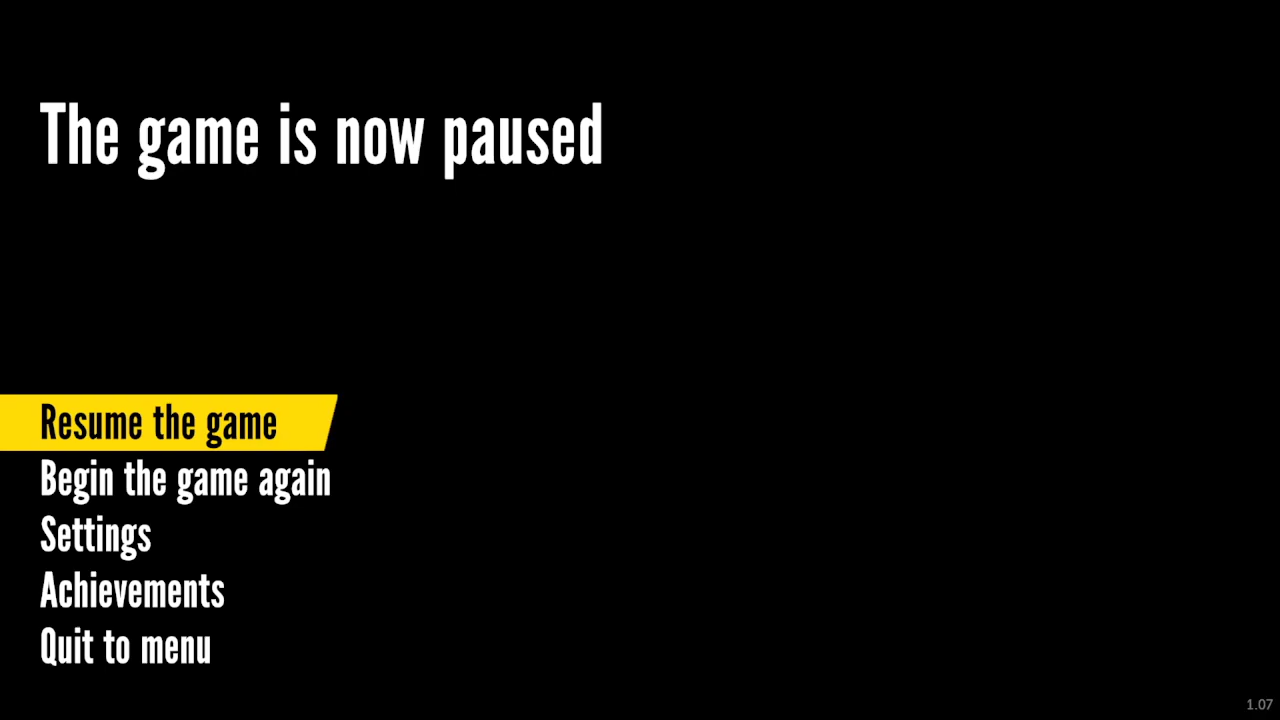 The game is now paused
Resume the game
Begin the game again
Settings
Achievements
Quit to menu
1.07